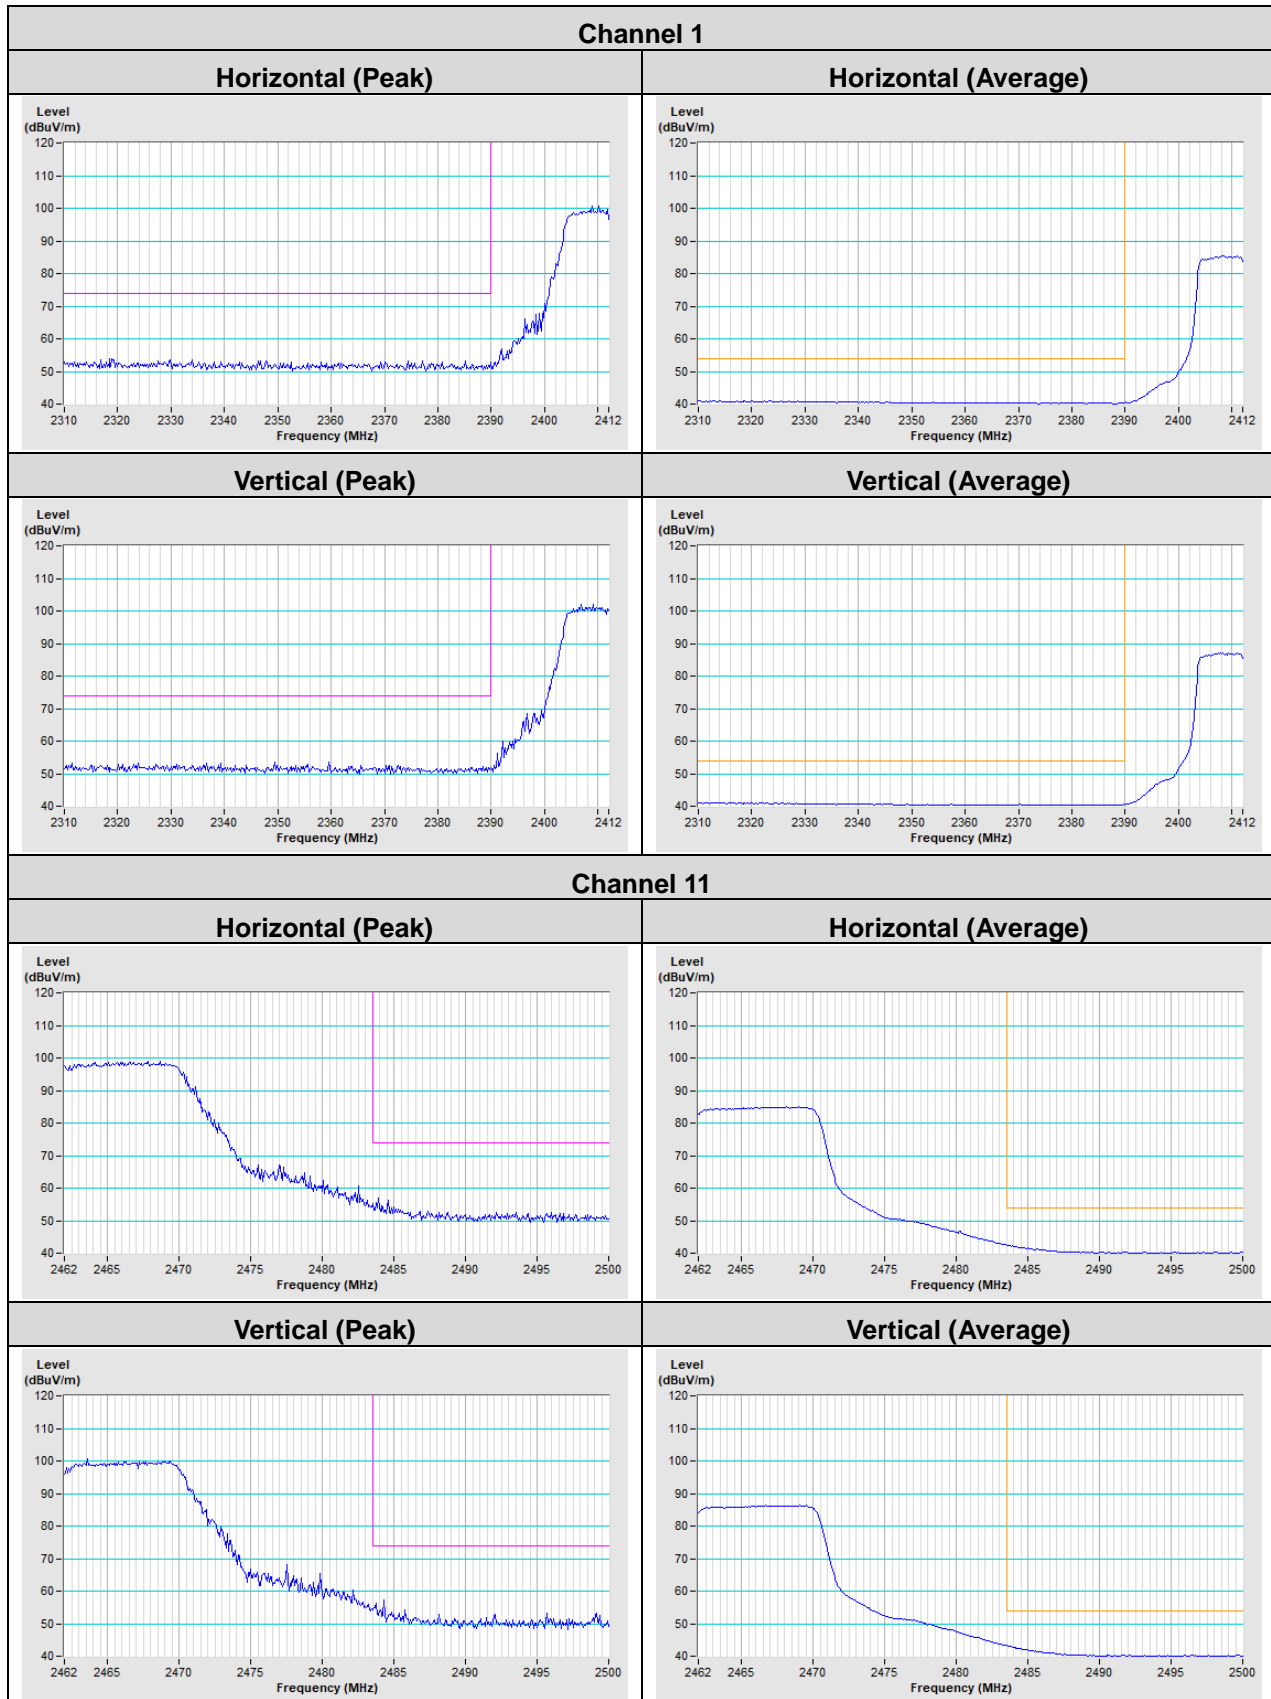 Channel 1
Horizontal (Peak)
Horizontal (Average)
Level
(dBuV/m)
120
110
100
90
80
70
60
50
40
2310 2320 2330 2340 2350 2360 2370 2380 2390 2400 2412
Frequency (MHz)
Level
(dBuV/m)
120
110
100
90
80
70
60
50
40
2310 2320 2330 2340 2350 2360 2370 2380 2390 2400 2412
Frequency (MHz)
Vertical (Peak)
Vertical (Average)
Level
(dBuV/m)
120
110
100
90
80
70
60
50
40
2310 2320 2330 2340 2350 2360 2370 2380 2390 2400 2412
Frequency (MHz)
Level
(dBuV/m)
120
110
100
90
80
70
60
50
40
2310 2320 2330 2340 2350 2360 2370 2380 2390 2400 2412
Frequency (MHz)
Channel 11
Horizontal (Peak)
Horizontal (Average)
Level
(dBuV/m)
120
110
100
90
80
70
60
50
40
2462 2465 2470 2475 2480 2485 2490 2495 2500
Frequency (MHz)
Level
(dBuV/m)
120
110
100
90
80
70
60
50
40
2462 2465 2470 2475 2480 2485 2490 2495 2500
Frequency (MHz)
Vertical (Peak)
Vertical (Average)
Level
(dBuV/m)
120
110
100
90
80
70
60
50
40
2462 2465 2470 2475 2480 2485 2490 2495 2500
Frequency (MHz)
Level
(dBuV/m)
120
110
100
90
80
70
60
50
40
2462 2465 2470 2475 2480 2485 2490 2495 2500
Frequency (MHz)